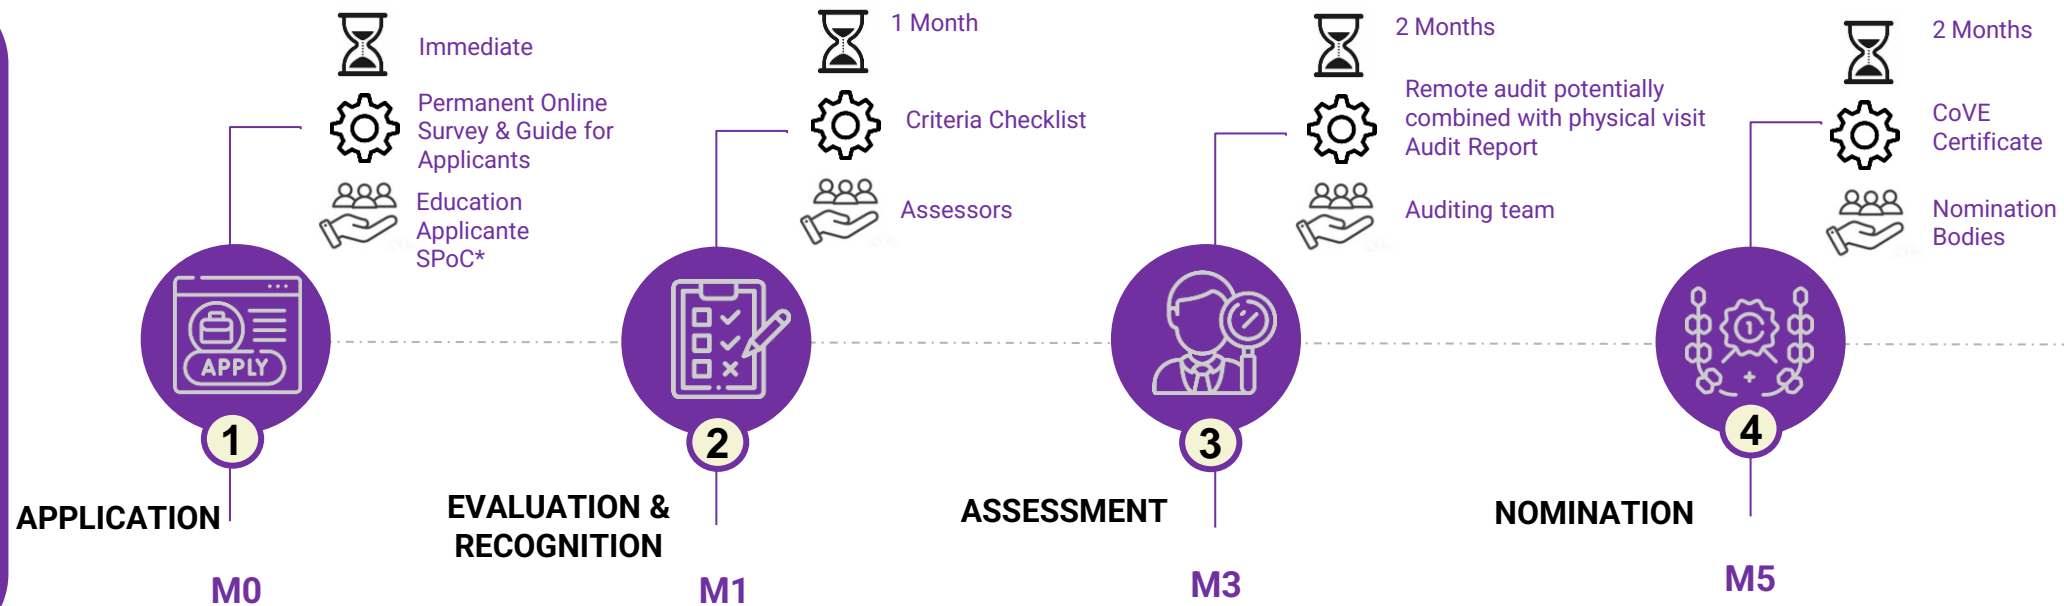 Immediate
Permanent Online
Survey & Guide for
Applicants
Education
Applicante
SPoC*
APPLY
1
APPLICATION
M0
1 Month
Criteria Checklist
Assessors
2
EVALUATION &
RECOGNITION
M1
2 Months
Remote audit potentially
combined with physical visit
Audit Report
Auditing team
3
ASSESSMENT
M3
2 Months
CoVE
Certificate
Nomination
Bodies
1
4
NOMINATION
M5